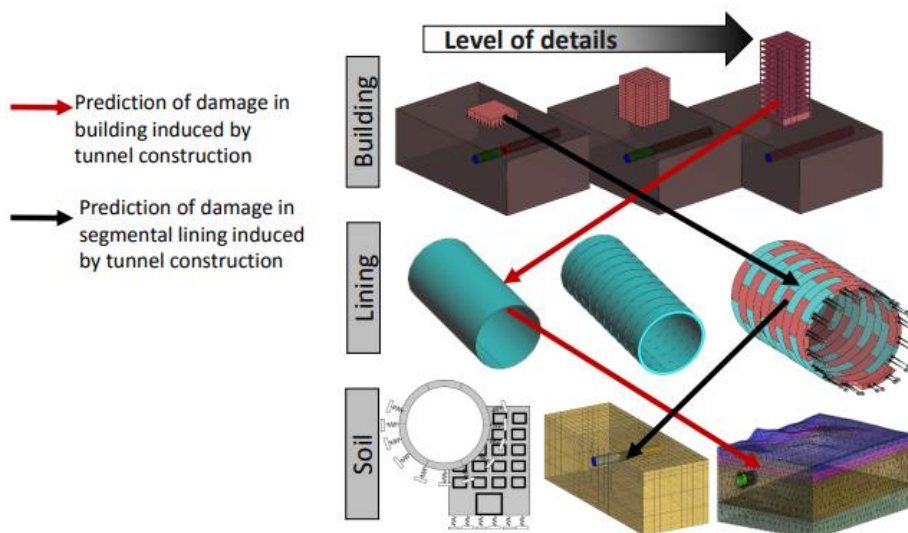 Level of details
Building
Prediction of damage in
building induced by
tunnel construction
Prediction of damage in
segmental lining induced
by tunnel construction
Lining
Soil